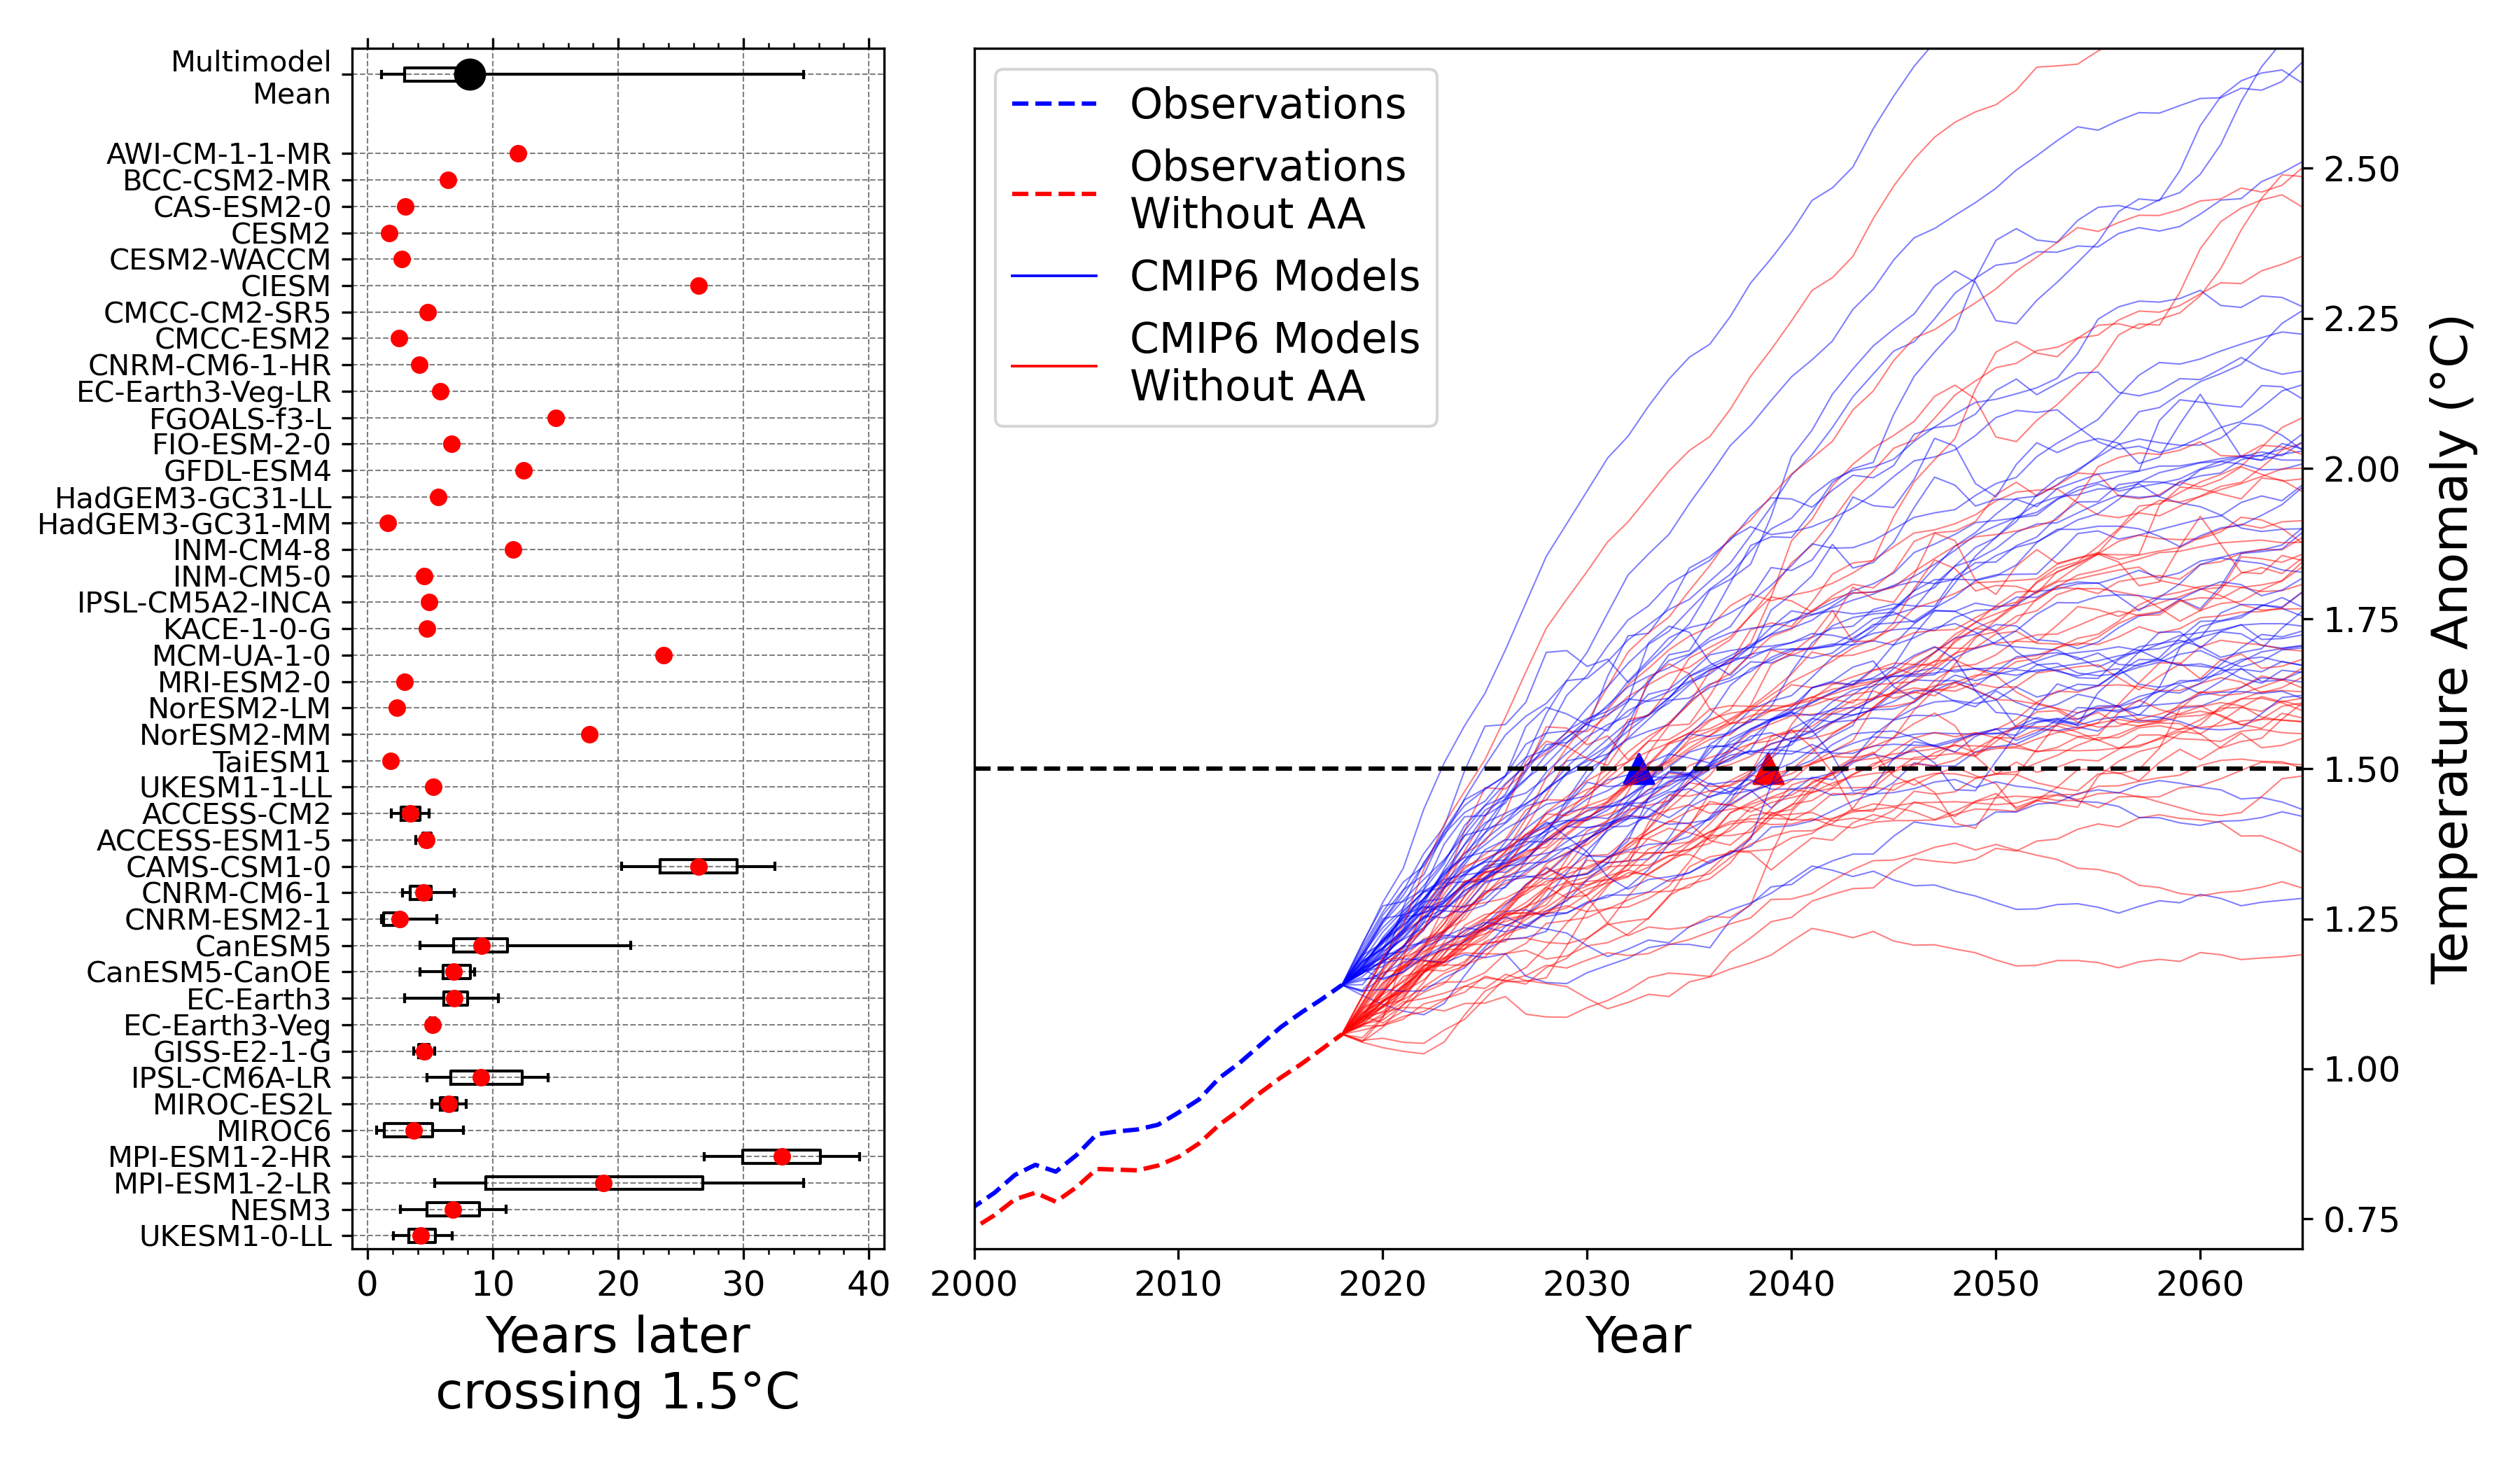 Multimodel
Mean
AWI-CM-1-1-MR
BCC-CSM2-MR
CAS-ESM2-0
CESM2
CESM2-WACCM
CIESM
CMCC-CM2-SR5
CMCC-ESM2
CNRM-CM6-1-HR
EC-Earth3-Veg-LR
FGOALS-f3-L
FIO-ESM-2-0
GFDL-ESM4
HadGEM3-GC31-LL
HadGEM3-GC31-MM
INM-CM4-8
INM-CM5-0
IPSL-CM5A2-INCA
KACE-1-0-G
MCM-UA-1-0
MRI-ESM2-0
NorESM2-LM
NorESM2-MM
TaiESM1
UKESM1-1-LL
ACCESS-CM2
ACCESS-ESM1-5
CAMS-CSM1-0
CNRM-CM6-1
CNRM-ESM2-1
CanESM5
CanESM5-CanOE
EC-Earth3
EC-Earth3-Veg
GISS-E2-1-G
IPSL-CM6A-LR
MIROC-ES2L
MIROC6
MPI-ESM1-2-HR
MPI-ESM1-2-LR
NESM3
UKESM1-0-LL
0 10 20 30 40
Years later
crossing 1.5°C
Observations
Observations
Without AA
CMIP6 Models
CMIP6 Models
Without AA
2000 2010 2020 2030 2040 2050 2060
Year
2.50
2.25
2.00
1.75
1.50
1.25
1.00
0.75
Temperature Anomaly (°C)